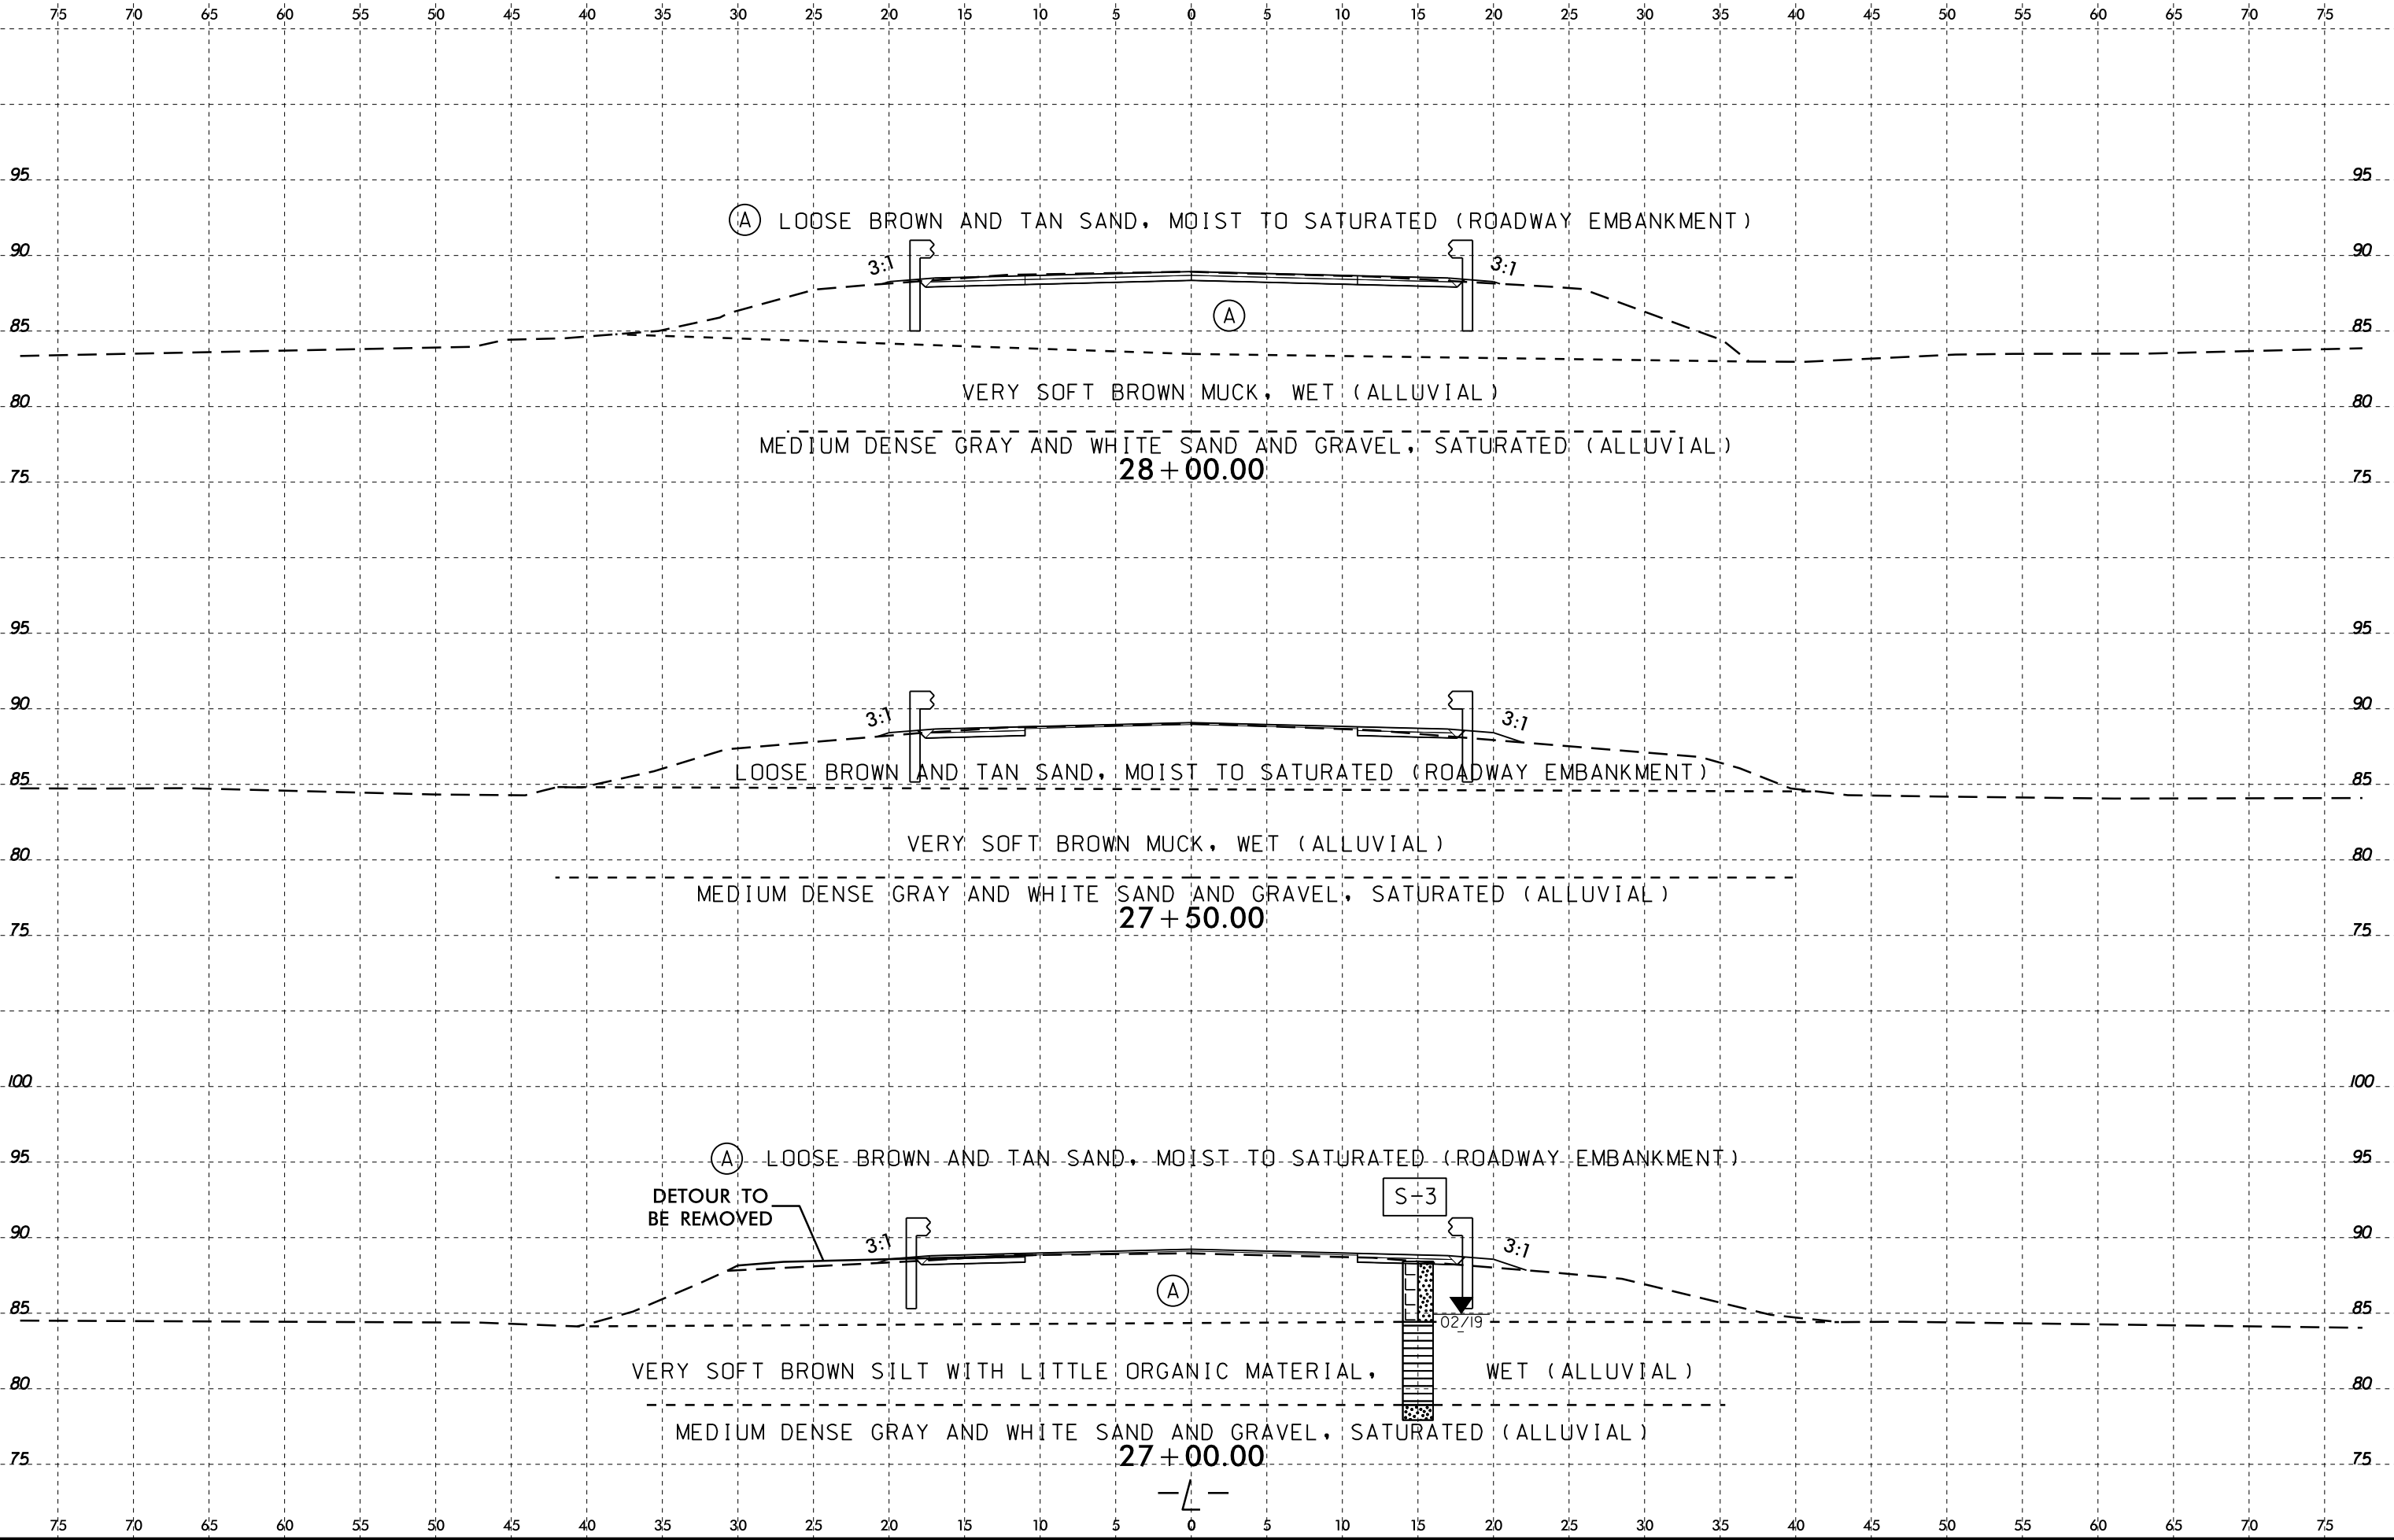 75 70 65 60 55 50 45 40 35 30 25 20 15 10 5 0 5 10 15 20 25 30 35 40 45 50 55 60 65 70 75
95 95
Ⓐ LOOSE BROWN AND TAN SAND, MOIST TO SATURATED (ROADWAY EMBANKMENT)
90 90
3:1 3:1
Ⓐ
85 85
VERY SOFT BROWN MUCK, WET (ALLUVIAL)
80 80
MEDIUM DENSE GRAY AND WHITE SAND AND GRAVEL, SATURATED (ALLUVIAL)
28+00.00
75 75
95 95
90 90
3:1 3:1
LOOSE BROWN AND TAN SAND, MOIST TO SATURATED (ROADWAY EMBANKMENT)
85 85
VERY SOFT BROWN MUCK, WET (ALLUVIAL)
80 80
MEDIUM DENSE GRAY AND WHITE SAND AND GRAVEL, SATURATED (ALLUVIAL)
27+50.00
75 75
100 100
95 95
Ⓐ LOOSE BROWN AND TAN SAND, MOIST TO SATURATED (ROADWAY EMBANKMENT)
DETOUR TO
BE REMOVED
S-3
90 90
3:1 3:1
Ⓐ
85 85
02/19
VERY SOFT BROWN SILT WITH LITTLE ORGANIC MATERIAL, WET (ALLUVIAL)
80 80
MEDIUM DENSE GRAY AND WHITE SAND AND GRAVEL, SATURATED (ALLUVIAL)
27+00.00
75 75
-L-
75 70 65 60 55 50 45 40 35 30 25 20 15 10 5 0 5 10 15 20 25 30 35 40 45 50 55 60 65 70 75